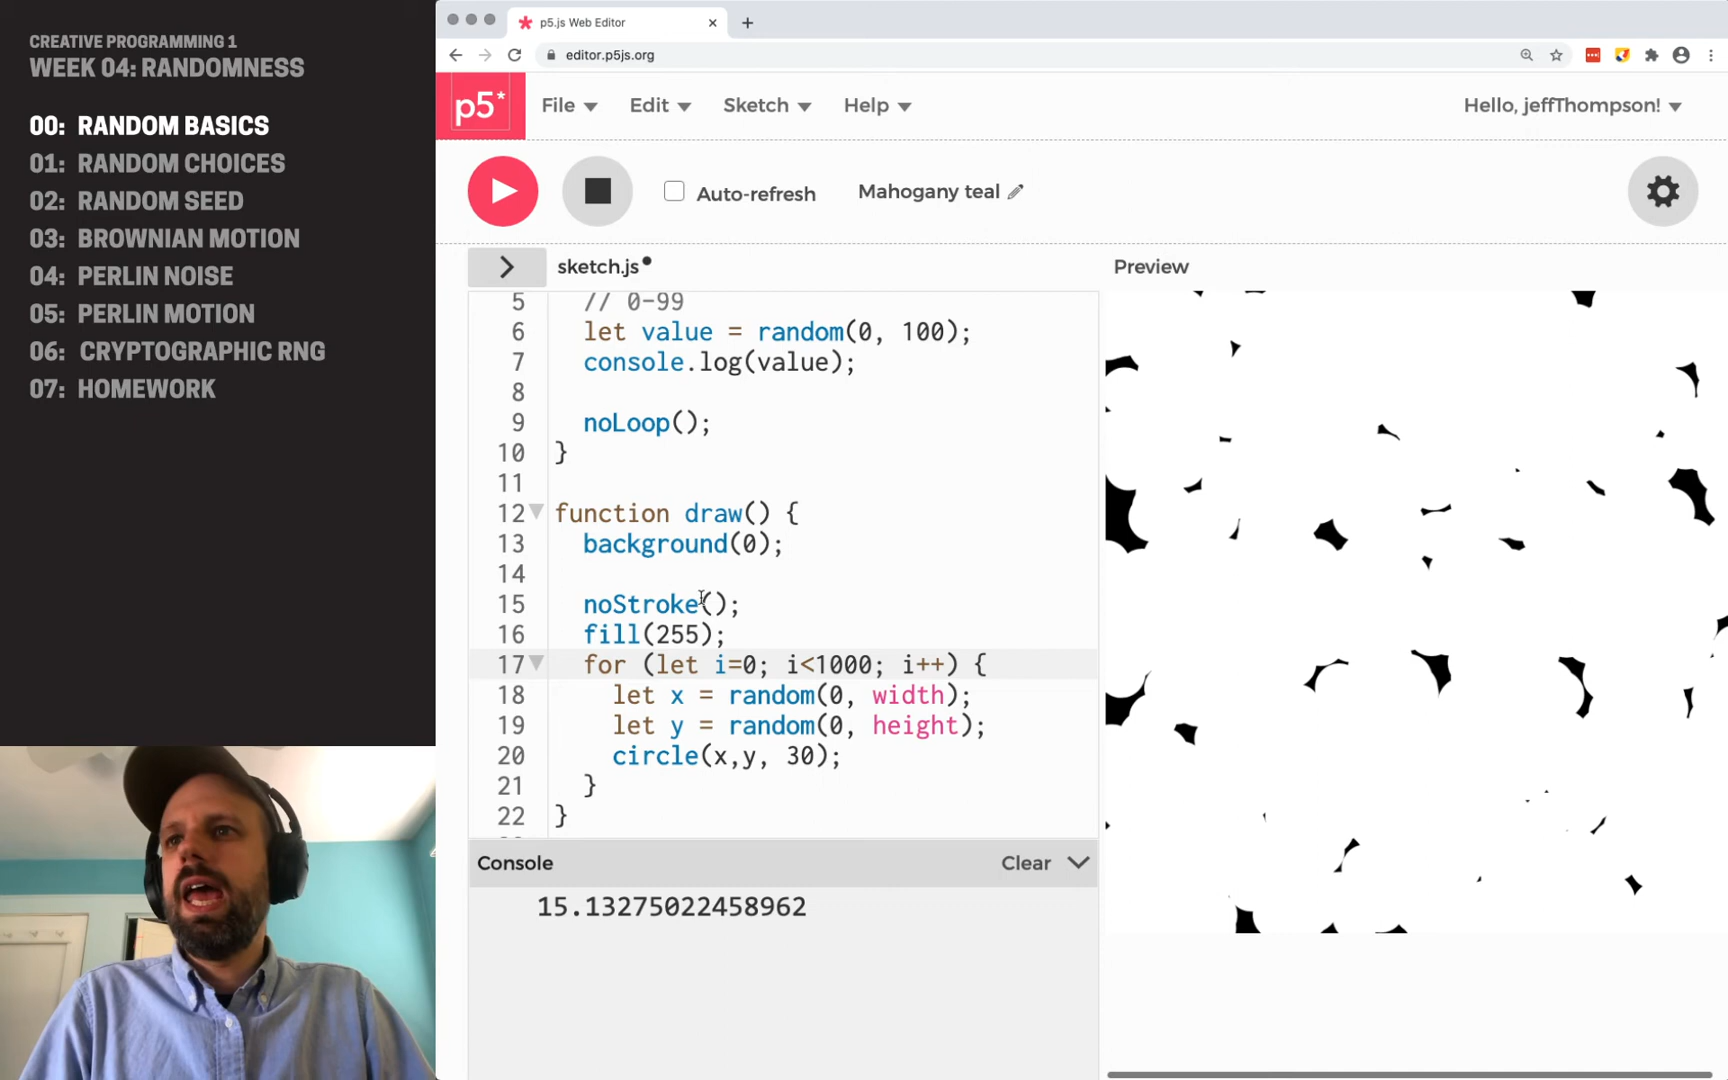 CREATIVE PROGRAMMING 1
WEEK 04: RANDOMNESS
00: RANDOM BASICS
01: RANDOM CHOICES
02: RANDOM SEED
03: BROWNIAN MOTION
04: PERLIN NOISE
05: PERLIN MOTION
06: CRYPTOGRAPHIC RNG
07: HOMEWORK
p5.js Web Editor
editor.p5js.org
p5*
File
Edit
Sketch
Help
Hello, jeffThompson!
Auto-refresh
Mahogany teal
sketch.js
Preview
5 // 0-99
6 let value = random(0, 100);
7 console.log(value);
8
9 noLoop();
10 }
11
12 function draw() {
13 background(0);
14
15 noStroke();
16 fill(255);
17 for (let i=0; i<1000; i++) {
18 let x = random(0, width);
19 let y = random(0, height);
20 circle(x,y, 30);
21 }
22 }
Console
Clear
15.13275022458962